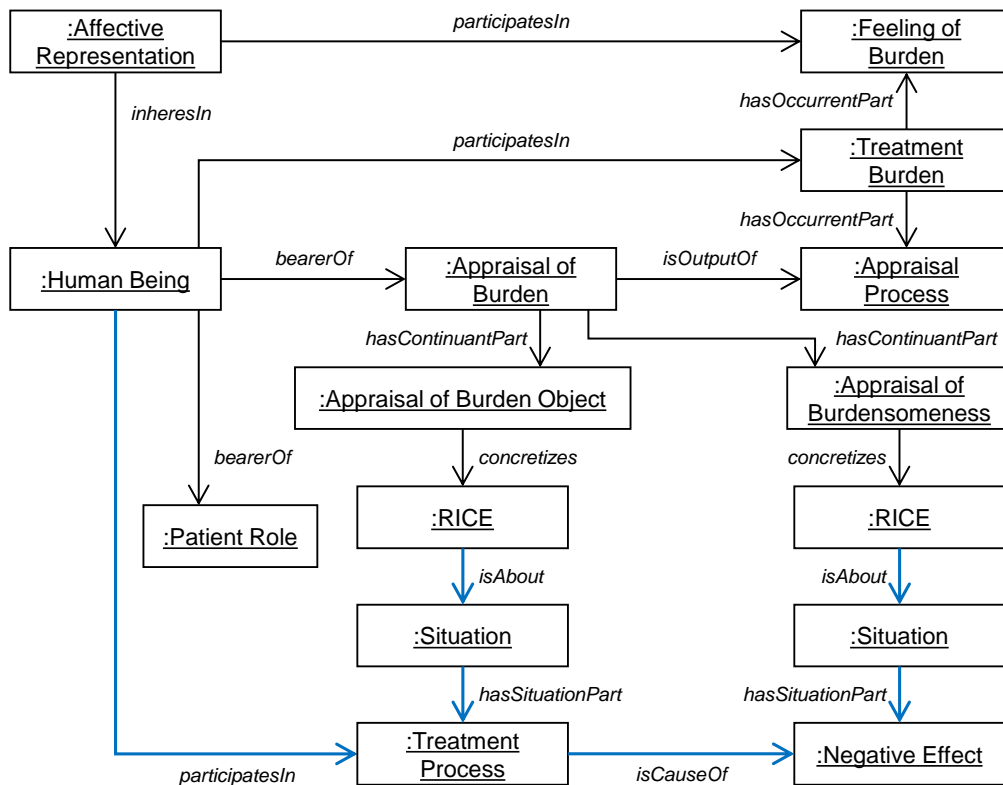 :Affective
Representation
participatesIn
:Feeling of
Burden
inheresIn
hasOccurrentPart
participatesIn
:Treatment
Burden
hasOccurrentPart
:Human Being
bearerOf
:Appraisal of
Burden
isOutputOf
:Appraisal
Process
hasContinuantPart
hasContinuantPart
:Appraisal of Burden Object
:Appraisal of
Burdensomeness
bearerOf
concretizes
concretizes
:Patient Role
:RICE
:RICE
isAbout
isAbout
:Situation
:Situation
hasSituationPart
hasSituationPart
participatesIn
:Treatment
Process
isCauseOf
:Negative Effect